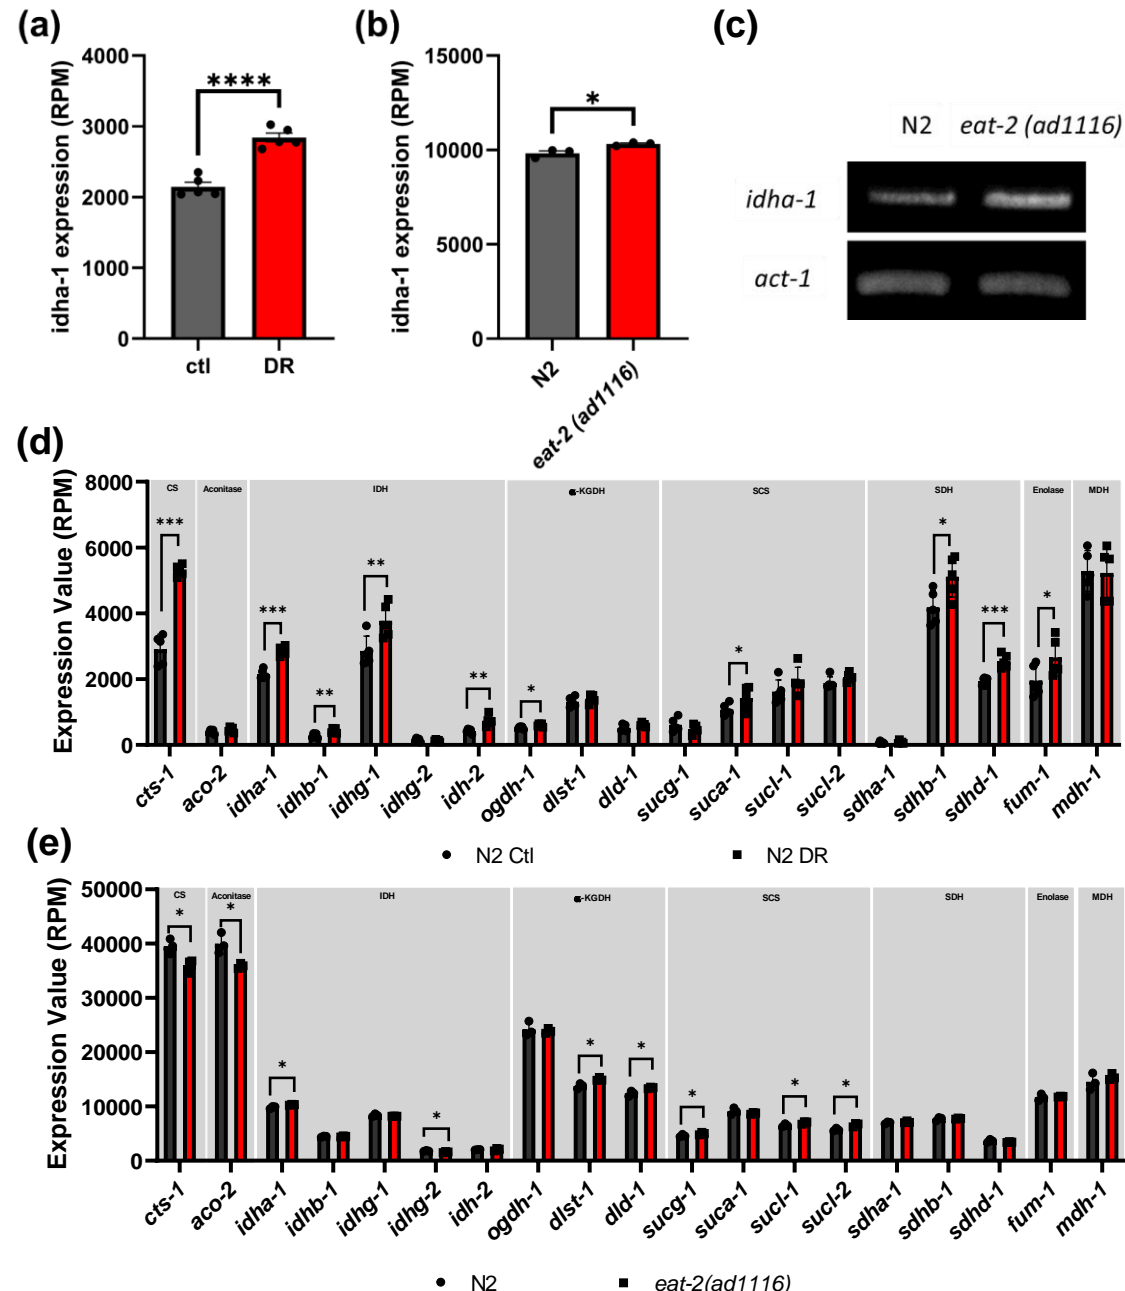 (a)
idha-1 expression (RPM)
4000
3000
2000
1000
0
****
ctl
DR
(b)
idha-1 expression (RPM)
15000
10000
5000
0
*
N2
eat-2 (ad1116)
(c)
N2 eat-2 (ad1116)
idha-1
act-1
(d)
Expression Value (RPM)
8000
6000
4000
2000
0
CS Aconitase IDH α-KGDH SCS SDH Enolase MDH
*** *** ** ** ** * * * *** *
cts-1 aco-2 idha-1 idhb-1 idhg-1 idhg-2 idh-2 ogdh-1 dlst-1 dld-1 sucg-1 suca-1 sucl-1 sucl-2 sdha-1 sdhb-1 sdhd-1 fum-1 mdh-1
N2 Ctl N2 DR
(e)
Expression Value (RPM)
50000
40000
30000
20000
10000
0
CS Aconitase IDH α-KGDH SCS SDH Enolase MDH
* * * * * * * * *
cts-1 aco-2 idha-1 idhb-1 idhg-1 idhg-2 idh-2 ogdh-1 dlst-1 dld-1 sucg-1 suca-1 sucl-1 sucl-2 sdha-1 sdhb-1 sdhd-1 fum-1 mdh-1
N2 eat-2(ad1116)